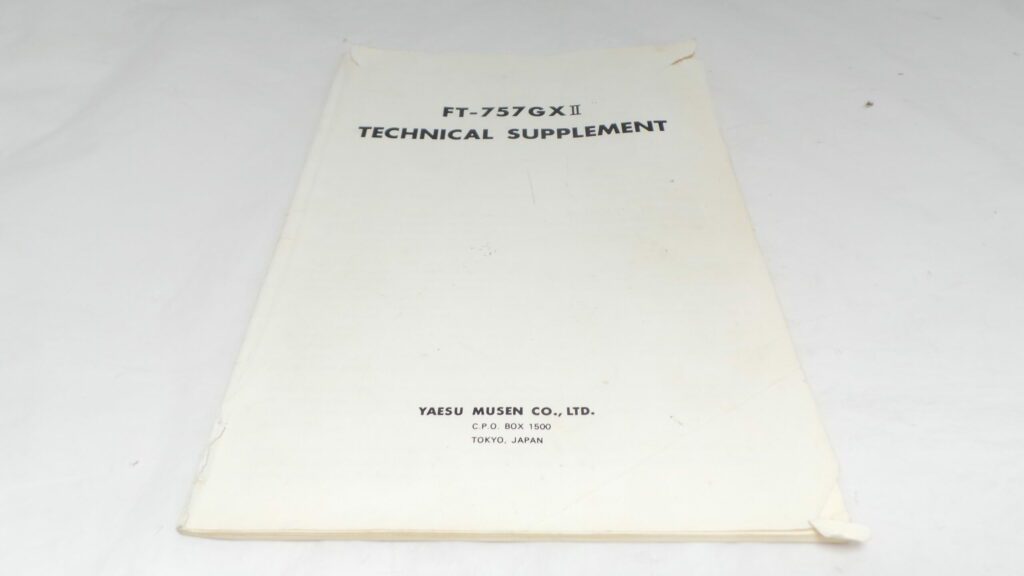 FT-757GXⅡ
TECHNICAL SUPPLEMENT
YAESU MUSEN CO., LTD.
C.P.O. BOX 1500
TOKYO, JAPAN